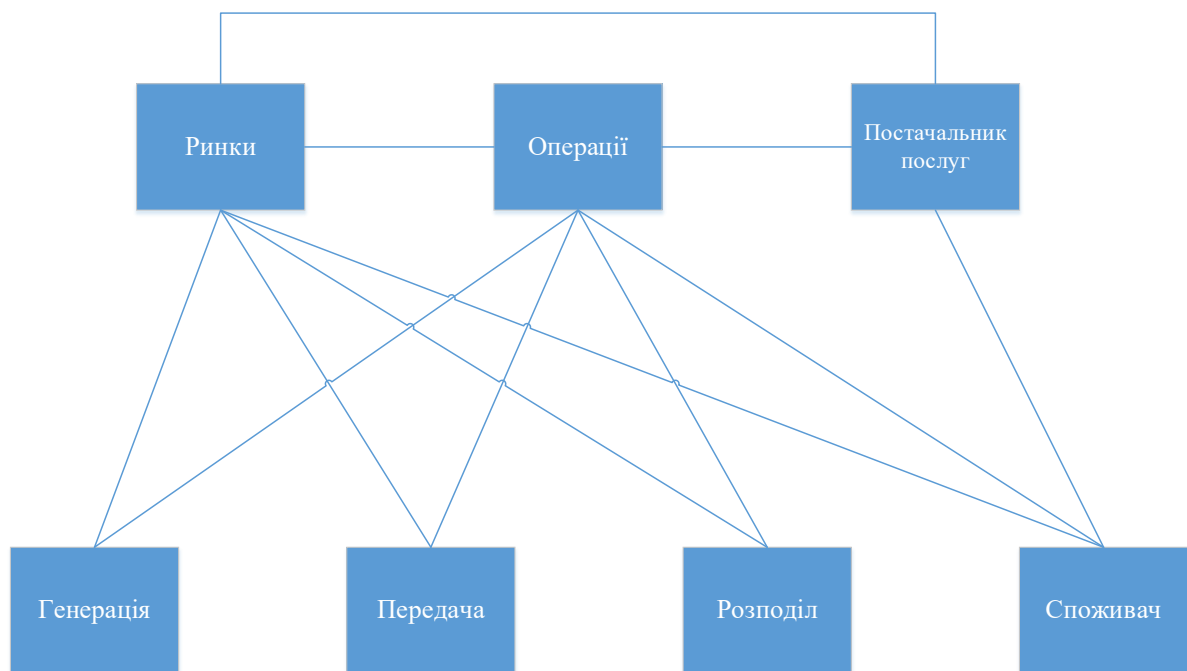 Ринки
Операції
Постачальник
послуг
Генерація
Передача
Розподіл
Споживач